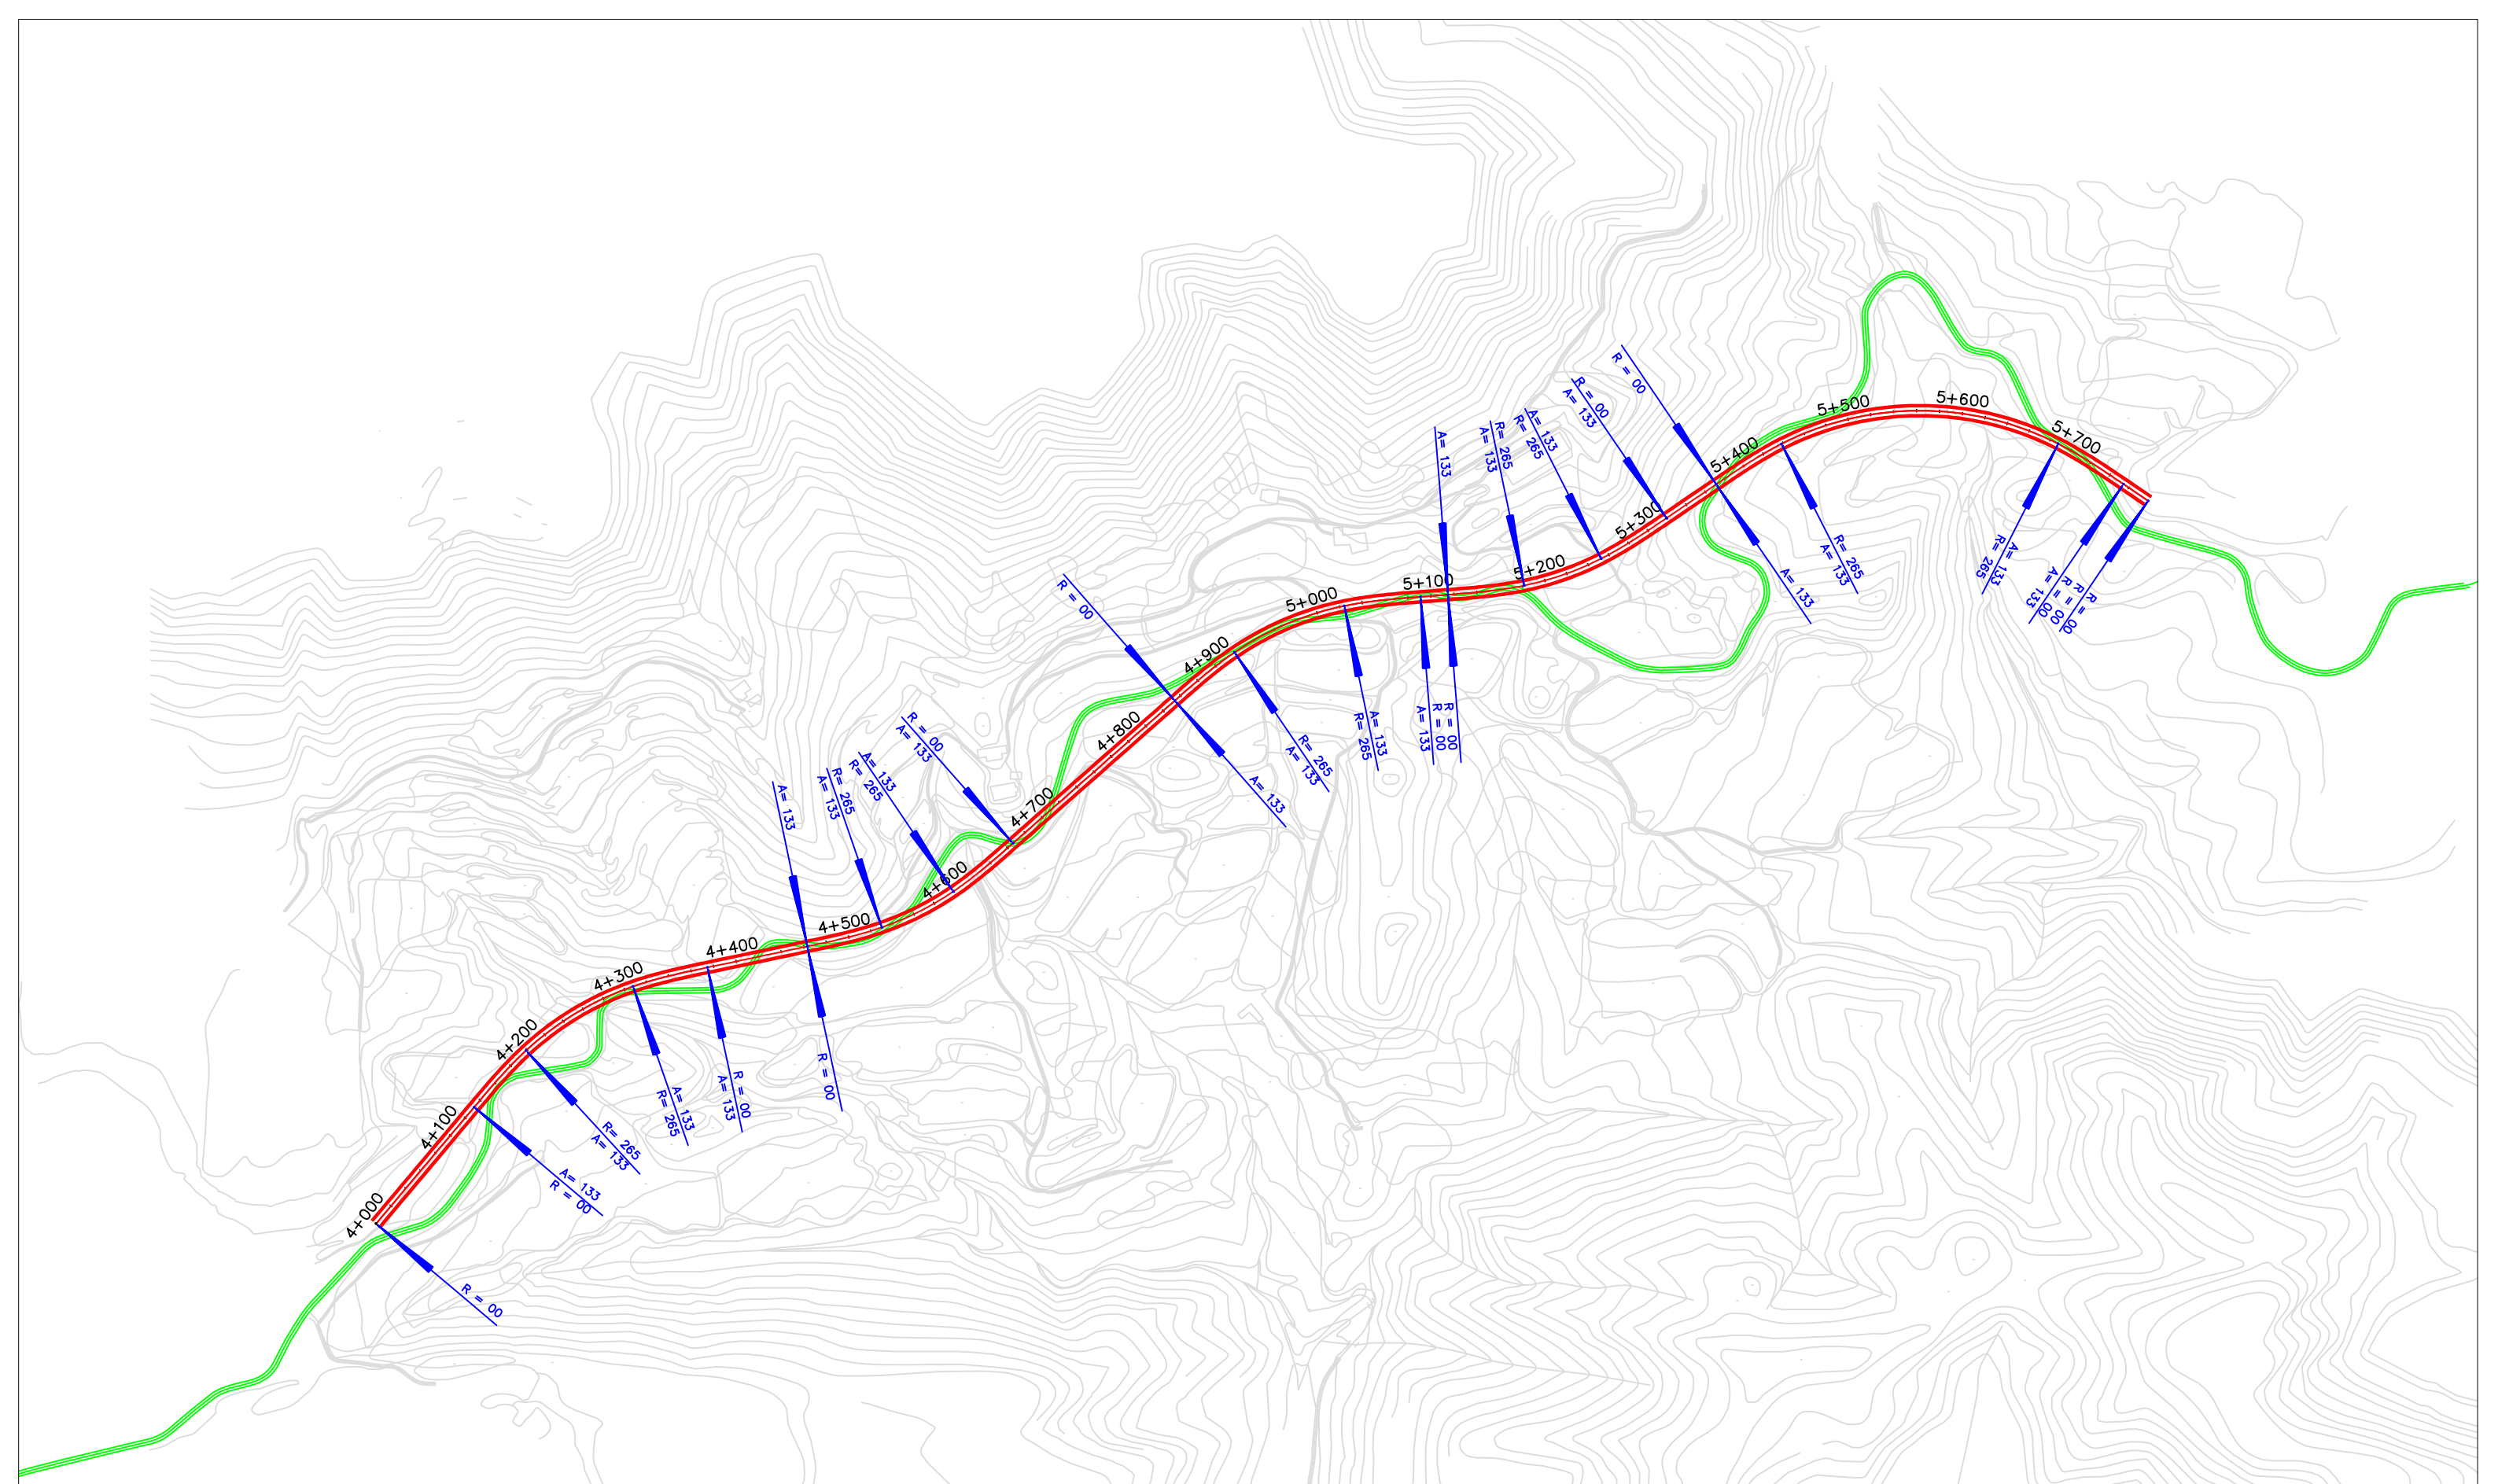 4+000
4+100
4+200
4+300
4+400
4+500
4+600
4+700
4+800
4+900
5+000
5+100
5+200
5+300
5+400
5+500
5+600
5+700
R = 00
A= 133
R = 00
R= 265
A= 133
A= 133
R= 265
R = 00
A= 133
A= 133
R = 00
R= 265
A= 133
A= 133
R= 265
R = 00
A= 133
R = 00
A= 133
R= 265
A= 133
A= 133
R= 265
R = 00
A= 133
A= 133
R = 00
R= 265
A= 133
A= 133
R= 265
R = 00
A= 133
R = 00
A= 133
R= 265
A= 133
A= 133
R= 265
R = 00
A= 133
R = 00